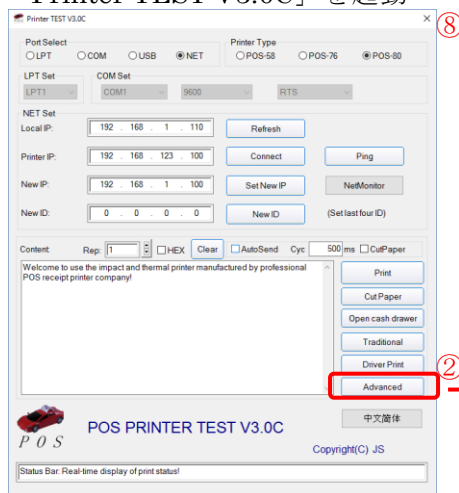 「Printer TEST V3.0C」を起動
Printer TEST V3.0C ×
⑧
Port Select Printer Type
LPT COM USB NET POS-58 POS-76 POS-80
LPT Set COM Set
LPT1 COM1 9600 RTS
NET Set
Local IP: 192 . 168 . 1 . 110 Refresh
Printer IP: 192 . 168 . 123 . 100 Connect Ping
New IP: 192 . 168 . 1 . 100 Set New IP NetMonitor
New ID: 0 . 0 . 0 . 0 New ID (Set last four ID)
Content: Rep: 1 HEX Clear AutoSend Cyc 500 ms CutPaper
Welcome to use the impact and thermal printer manufactured by professional
POS receipt printer company!
Print
Cut Paper
Open cash drawer
Traditional
Driver Print
②
Advanced
中文简体
POS
POS PRINTER TEST V3.0C
Copyright(C) JS
Status Bar: Real-time display of print status!